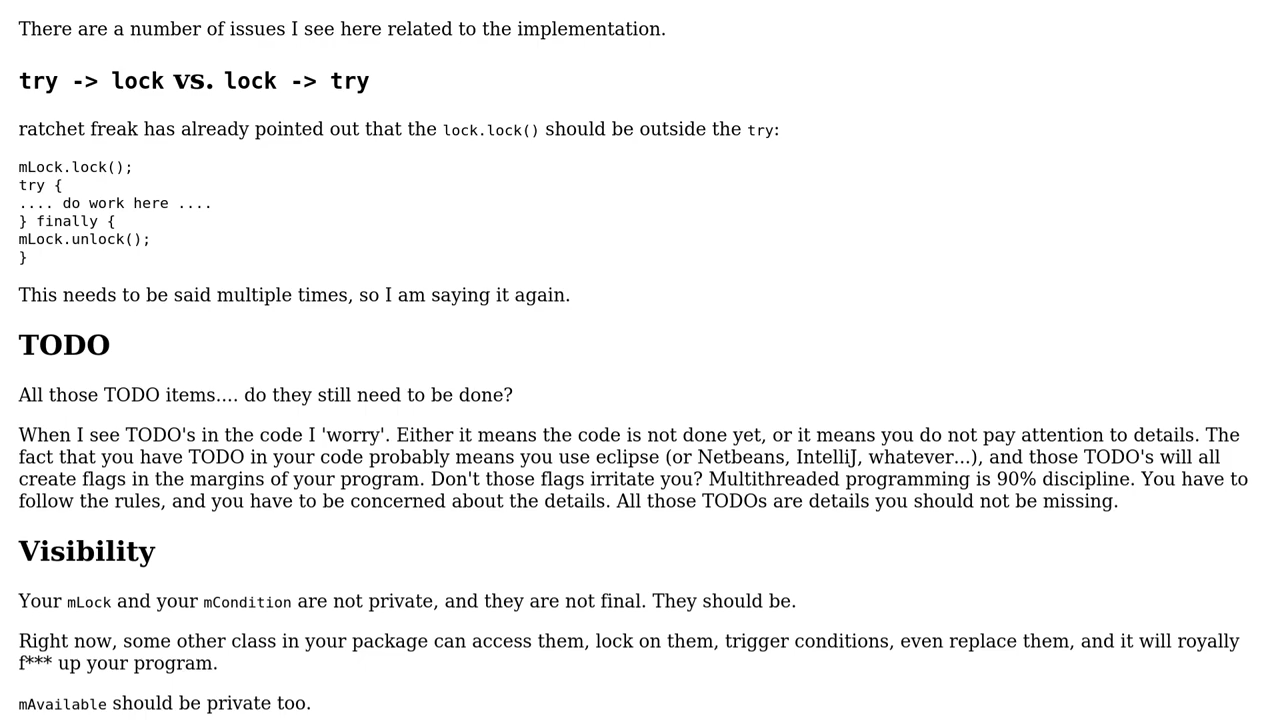 There are a number of issues I see here related to the implementation.
try -> lock vs. lock -> try
ratchet freak has already pointed out that the lock.lock() should be outside the try:
mLock.lock();
try {
.... do work here ....
} finally {
mLock.unlock();
}
This needs to be said multiple times, so I am saying it again.
TODO
All those TODO items.... do they still need to be done?
When I see TODO's in the code I 'worry'. Either it means the code is not done yet, or it means you do not pay attention to details. The
fact that you have TODO in your code probably means you use eclipse (or Netbeans, IntelliJ, whatever...), and those TODO's will all
create flags in the margins of your program. Don't those flags irritate you? Multithreaded programming is 90% discipline. You have to
follow the rules, and you have to be concerned about the details. All those TODOs are details you should not be missing.
Visibility
Your mLock and your mCondition are not private, and they are not final. They should be.
Right now, some other class in your package can access them, lock on them, trigger conditions, even replace them, and it will royally
f*** up your program.
mAvailable should be private too.